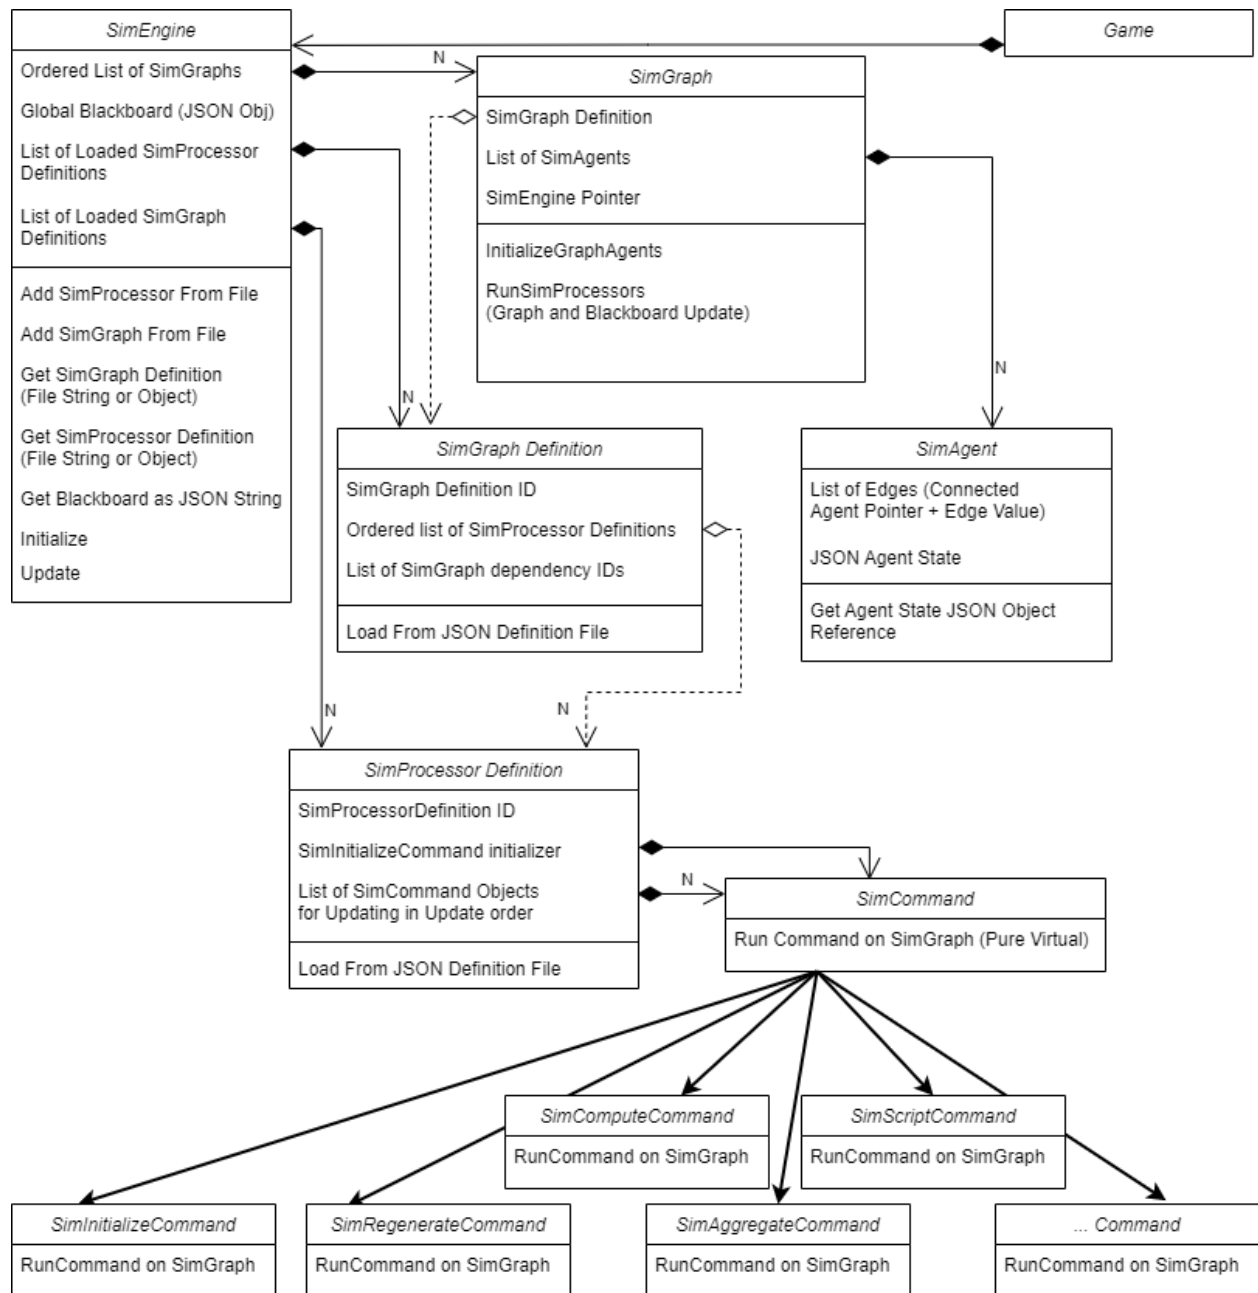 SimEngine
Ordered List of SimGraphs
Global Blackboard (JSON Obj)
List of Loaded SimProcessor
Definitions
List of Loaded SimGraph
Definitions
Add SimProcessor From File
Add SimGraph From File
Get SimGraph Definition
(File String or Object)
Get SimProcessor Definition
(File String or Object)
Get Blackboard as JSON String
Initialize
Update
Game
N
SimGraph
SimGraph Definition
List of SimAgents
SimEngine Pointer
InitializeGraphAgents
RunSimProcessors
(Graph and Blackboard Update)
N
N
SimGraph Definition
SimGraph Definition ID
Ordered list of SimProcessor Definitions
List of SimGraph dependency IDs
Load From JSON Definition File
SimAgent
List of Edges (Connected
Agent Pointer + Edge Value)
JSON Agent State
Get Agent State JSON Object
Reference
N
N
SimProcessor Definition
SimProcessorDefinition ID
SimInitializeCommand initializer
List of SimCommand Objects
for Updating in Update order
Load From JSON Definition File
N
SimCommand
Run Command on SimGraph (Pure Virtual)
SimComputeCommand
RunCommand on SimGraph
SimScriptCommand
RunCommand on SimGraph
SimInitializeCommand
RunCommand on SimGraph
SimRegenerateCommand
RunCommand on SimGraph
SimAggregateCommand
RunCommand on SimGraph
... Command
RunCommand on SimGraph